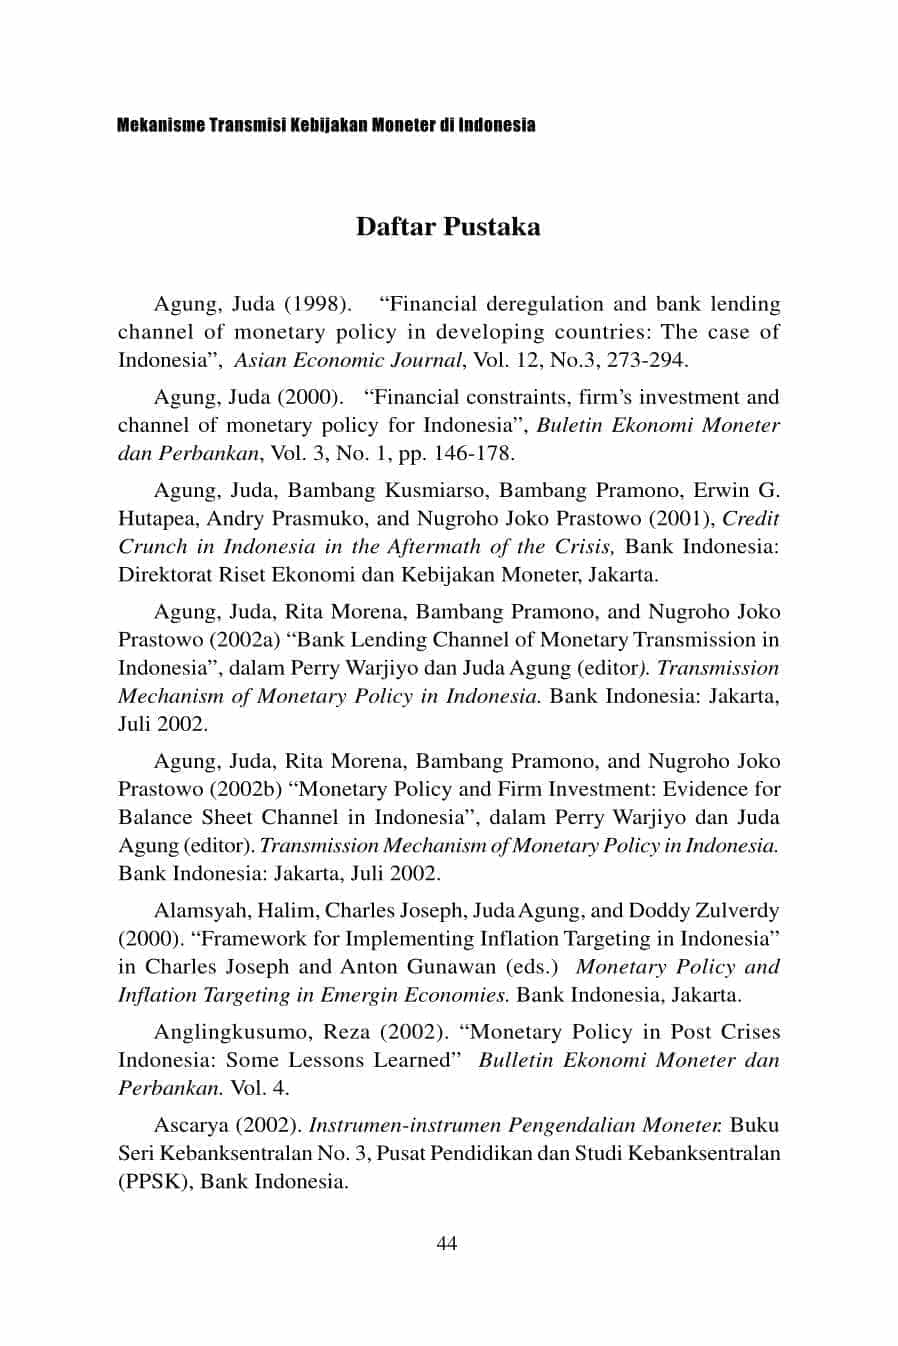 Mekanisme Transmisi Kebijakan Moneter di Indonesia
Daftar Pustaka
Agung, Juda (1998). “Financial deregulation and bank lending
channel of monetary policy in developing countries: The case of
Indonesia”, Asian Economic Journal, Vol. 12, No.3, 273-294.
Agung, Juda (2000). “Financial constraints, firm’s investment and
channel of monetary policy for Indonesia”, Buletin Ekonomi Moneter
dan Perbankan, Vol. 3, No. 1, pp. 146-178.
Agung, Juda, Bambang Kusmiarso, Bambang Pramono, Erwin G.
Hutapea, Andry Prasmuko, and Nugroho Joko Prastowo (2001), Credit
Crunch in Indonesia in the Aftermath of the Crisis, Bank Indonesia:
Direktorat Riset Ekonomi dan Kebijakan Moneter, Jakarta.
Agung, Juda, Rita Morena, Bambang Pramono, and Nugroho Joko
Prastowo (2002a) “Bank Lending Channel of Monetary Transmission in
Indonesia”, dalam Perry Warjiyo dan Juda Agung (editor). Transmission
Mechanism of Monetary Policy in Indonesia. Bank Indonesia: Jakarta,
Juli 2002.
Agung, Juda, Rita Morena, Bambang Pramono, and Nugroho Joko
Prastowo (2002b) “Monetary Policy and Firm Investment: Evidence for
Balance Sheet Channel in Indonesia”, dalam Perry Warjiyo dan Juda
Agung (editor). Transmission Mechanism of Monetary Policy in Indonesia.
Bank Indonesia: Jakarta, Juli 2002.
Alamsyah, Halim, Charles Joseph, Juda Agung, and Doddy Zulverdy
(2000). “Framework for Implementing Inflation Targeting in Indonesia”
in Charles Joseph and Anton Gunawan (eds.) Monetary Policy and
Inflation Targeting in Emergin Economies. Bank Indonesia, Jakarta.
Anglingkusumo, Reza (2002). “Monetary Policy in Post Crises
Indonesia: Some Lessons Learned” Bulletin Ekonomi Moneter dan
Perbankan. Vol. 4.
Ascarya (2002). Instrumen-instrumen Pengendalian Moneter. Buku
Seri Kebanksentralan No. 3, Pusat Pendidikan dan Studi Kebanksentralan
(PPSK), Bank Indonesia.
44